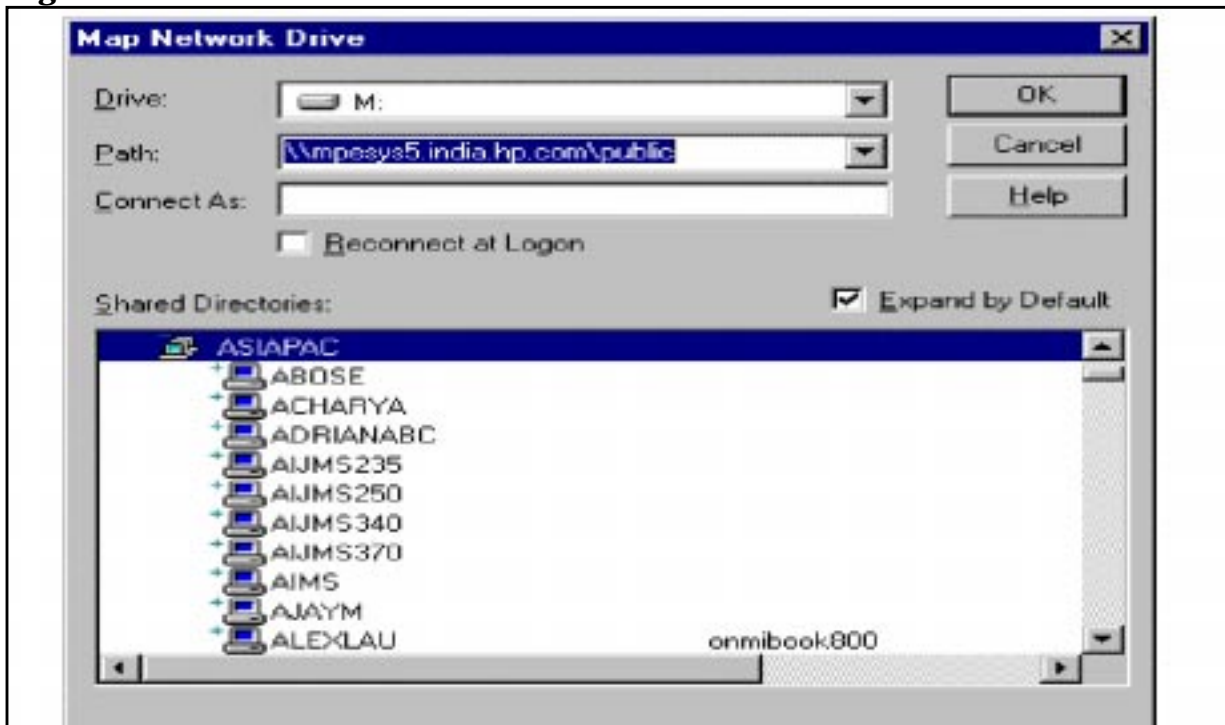 Map Network Drive
Drive: M: OK
Path: \\mpesys5.india.hp.com\public Cancel
Connect As: Help
Reconnect at Logon
Shared Directories: Expand by Default
ASIAPAC
ABOSE
ACHARYA
ADRIANABC
AIJMS235
AIJMS250
AIJMS340
AIJMS370
AIMS
AJAYM
ALEXLAU onmibook800